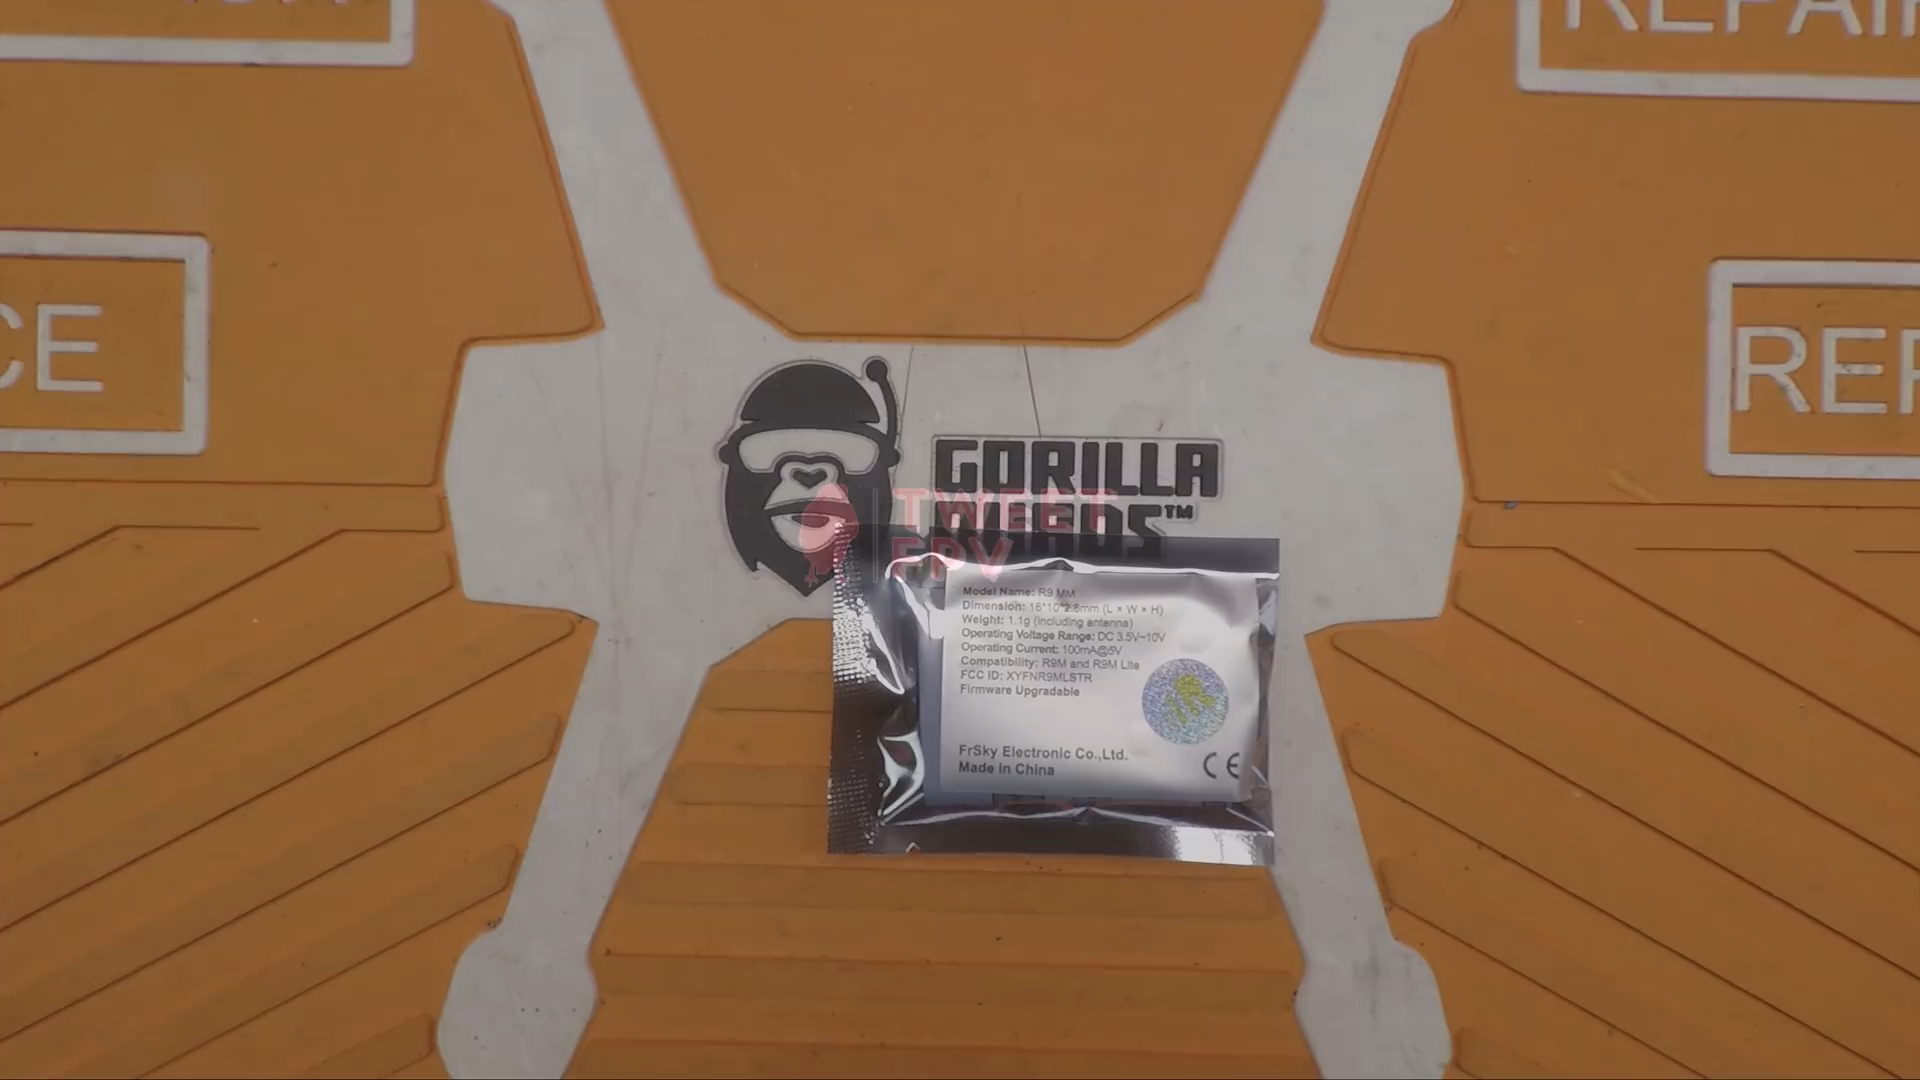 REPAIR
CE
REP
GORILLA
TWEET
FPV
TM
Model Name: R9 MM
Dimension: 16*10*2.8mm (L × W × H)
Weight: 1.1g (including antenna)
Operating Voltage Range: DC 3.5V~10V
Operating Current: 100mA@5V
Compatibility: R9M and R9M Lite
FCC ID: XYFNR9MLSTR
Firmware Upgradable
FrSky Electronic Co.,Ltd.
Made in China
CE